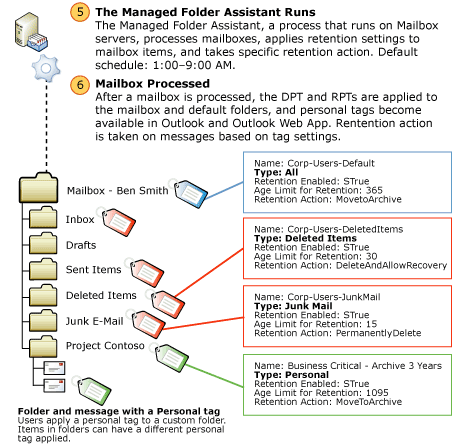 5 The Managed Folder Assistant Runs
The Managed Folder Assistant, a process that runs on Mailbox
servers, processes mailboxes, applies retention settings to
mailbox items, and takes specific retention action. Default
schedule: 1:00–9:00 AM.
6 Mailbox Processed
After a mailbox is processed, the DPT and RPTs are applied to
the mailbox and default folders, and personal tags become
available in Outlook and Outlook Web App. Rentention action
is taken on messages based on tag settings.
Mailbox - Ben Smith
Inbox
Drafts
Sent Items
Deleted Items
Junk E-Mail
Project Contoso
Name: Corp-Users-Default
Type: All
Retention Enabled: STrue
Age Limit for Retention: 365
Retention Action: MovetoArchive
Name: Corp-Users-DeletedItems
Type: Deleted Items
Retention Enabled: STrue
Age Limit for Retention: 30
Retention Action: DeleteAndAllowRecovery
Name: Corp-Users-JunkMail
Type: Junk Mail
Retention Enabled: STrue
Age Limit for Retention: 15
Retention Action: PermanentlyDelete
Name: Business Critical - Archive 3 Years
Type: Personal
Retention Enabled: STrue
Age Limit for Retention: 1095
Retention Action: MoveToArchive
Folder and message with a Personal tag
Users apply a personal tag to a custom folder.
Items in folders can have a different personal
tag applied.